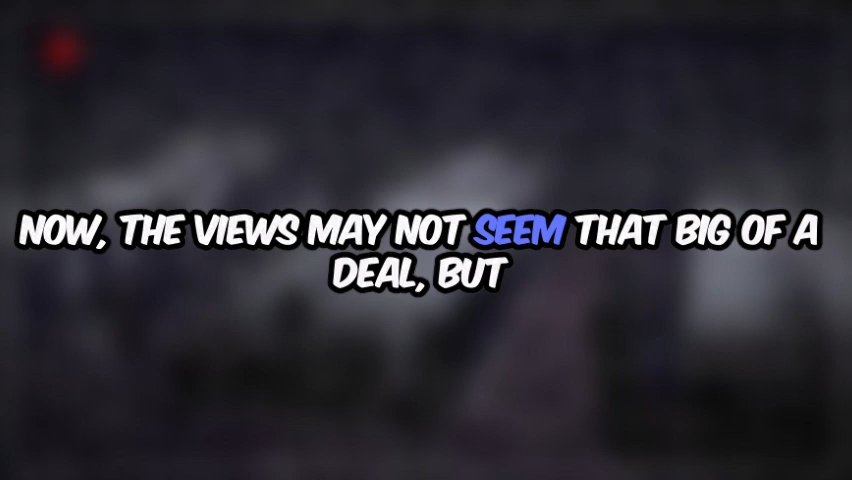 NOW, THE VIEWS MAY NOT SEEM THAT BIG OF A
DEAL, BUT